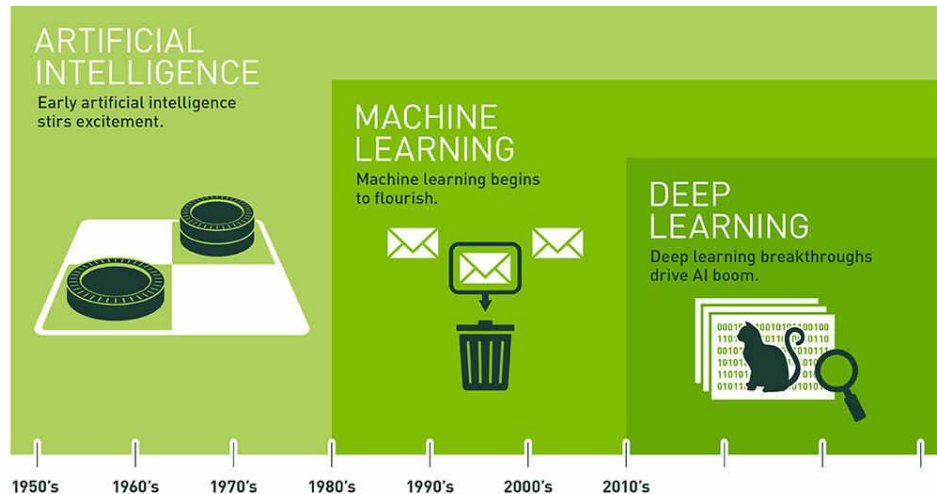 ARTIFICIAL
INTELLIGENCE
Early artificial intelligence
stirs excitement.
MACHINE
LEARNING
Machine learning begins
to flourish.
DEEP
LEARNING
Deep learning breakthroughs
drive AI boom.
1950's 1960's 1970's 1980's 1990's 2000's 2010's